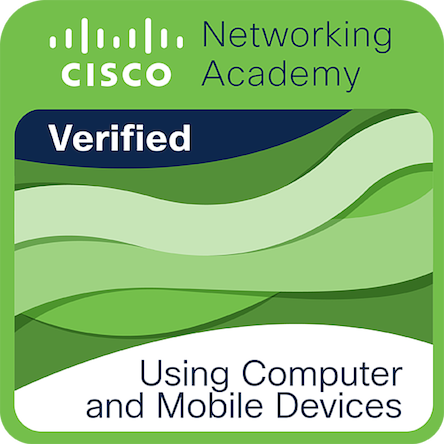 CISCO
Networking
Academy
Verified
Using Computer
and Mobile Devices